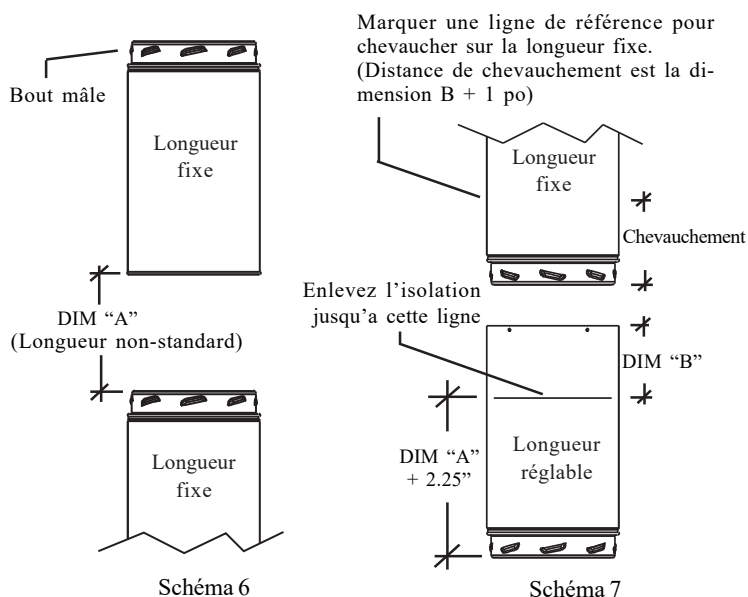 Bout mâle
Longueur
fixe
DIM “A”
(Longueur non-standard)
Longueur
fixe
Schéma 6
Marquer une ligne de référence pour
chevaucher sur la longueur fixe.
(Distance de chevauchement est la di-
mension B + 1 po)
Longueur
fixe
Chevauchement
Enlevez l’isolation
jusqu’a cette ligne
DIM “B”
DIM “A”
+ 2.25”
Longueur
réglable
Schéma 7